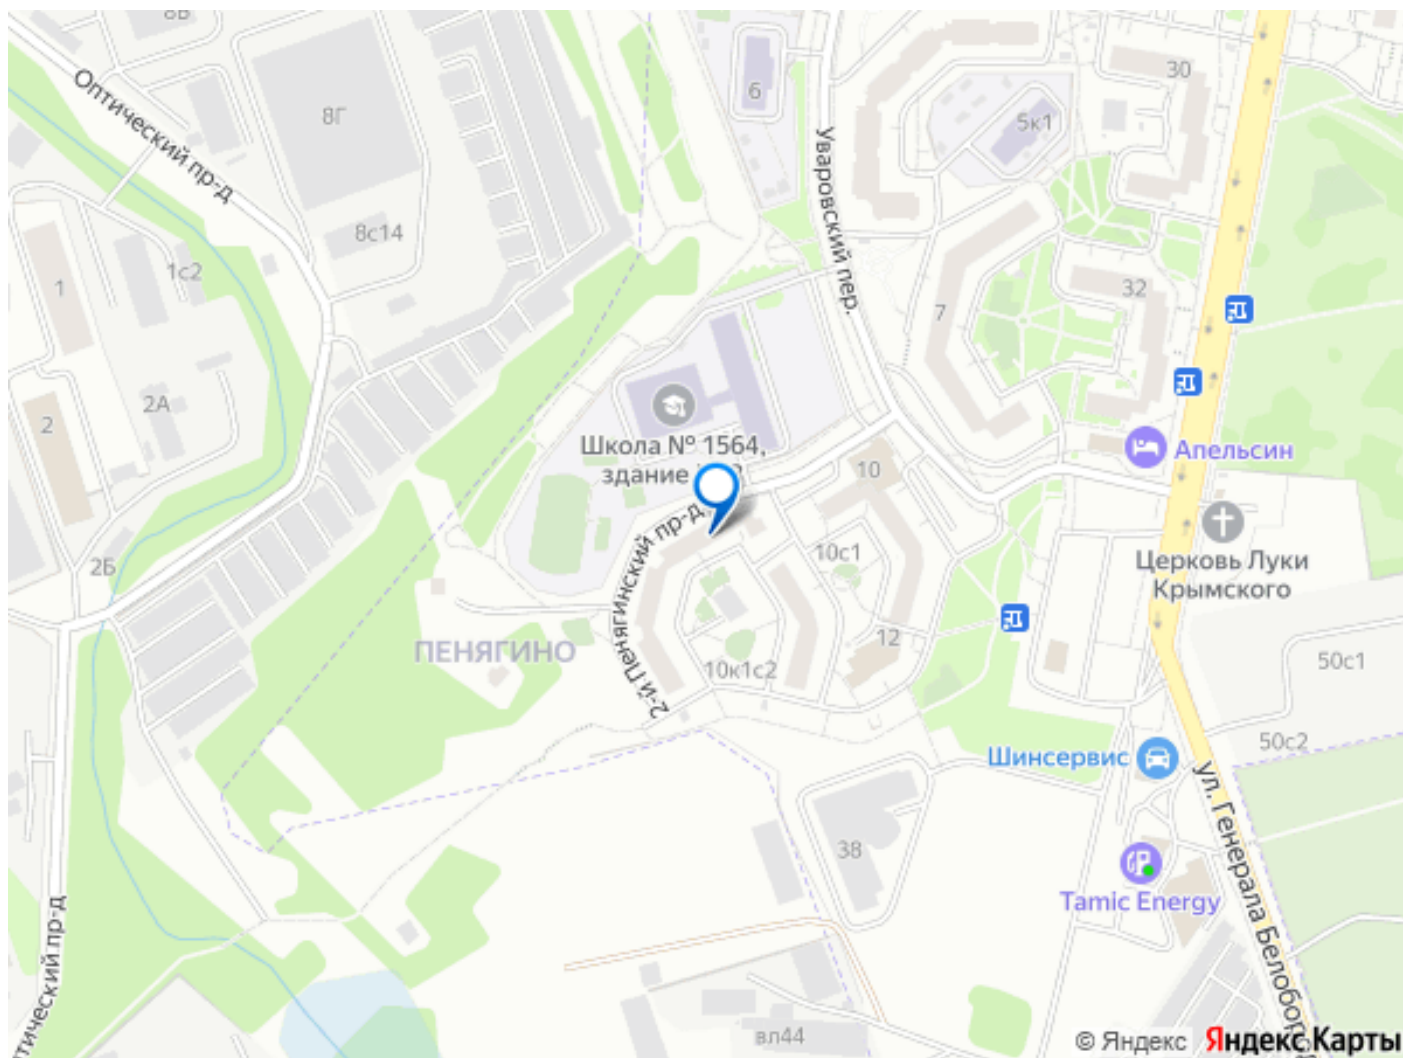 8В
Оптический пр-д
8Г
6
30
5к1
Уваровский пер.
8с14
1с2
1
7
32
2А
2
Школа № 1564,
здание
Апельсин
10
2-й Пенягинский пр-д
10с1
2Б
Церковь Луки
Крымского
12
ПЕНЯГИНО
10к1с2
50с1
50с2
Шинсервис
ул. Генерала Белоборо
38
Tamic Energy
тический пр-д
вл44
© Яндекс
Яндекс Карты